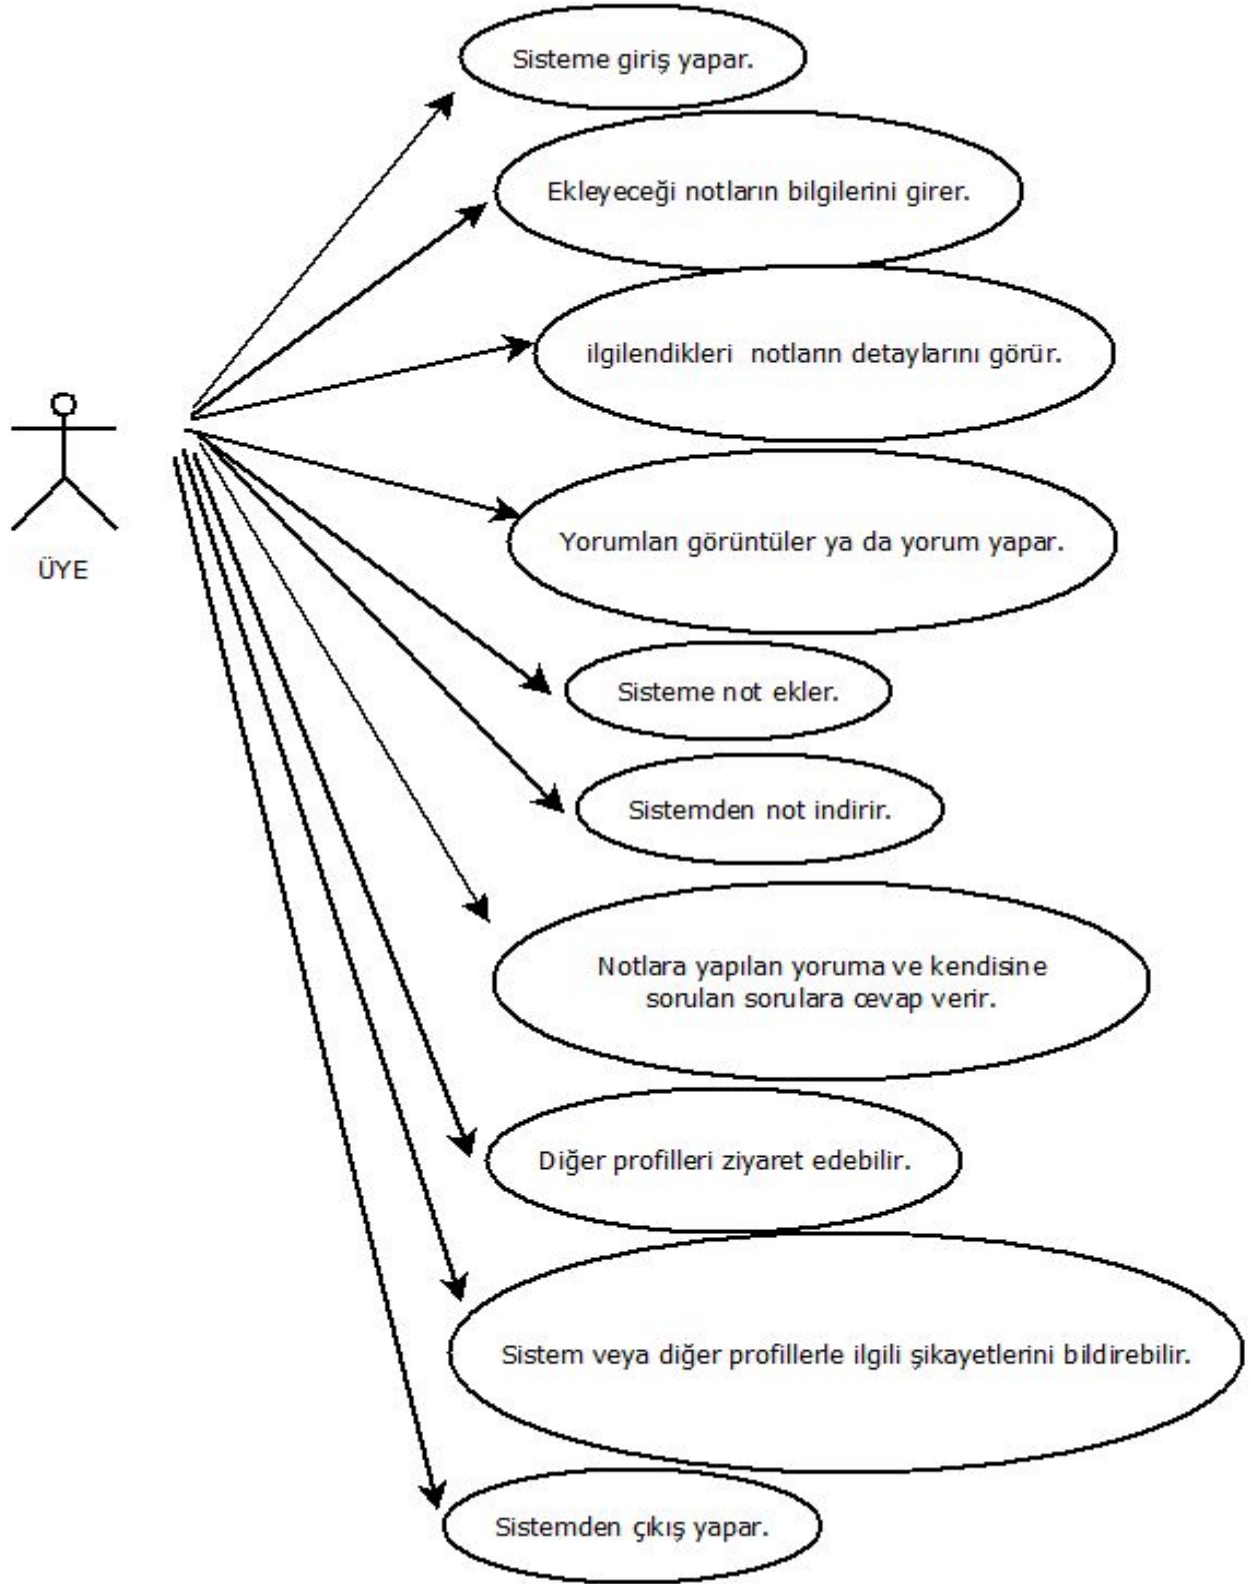 Sisteme giriş yapar.
Ekleyeceği notların bilgilerini girer.
ilgilendikleri notların detaylarını görür.
Yorumları görüntüler ya da yorum yapar.
ÜYE
Sisteme not ekler.
Sistemden not indirir.
Notlara yapılan yoruma ve kendisine
sorulan sorulara cevap verir.
Diğer profilleri ziyaret edebilir.
Sistem veya diğer profillerle ilgili şikayetlerini bildirebilir.
Sistemden çıkış yapar.